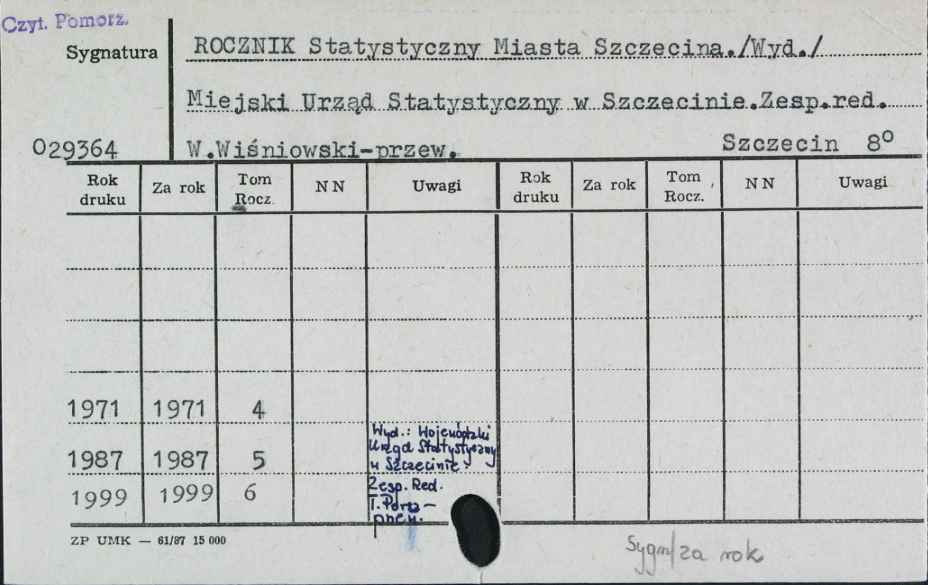 Czyt. Pomorz.
Sygnatura
ROCZNIK Statystyczny Miasta Szczecina./Wyd./
Miejski Urząd Statystyczny w Szczecinie.Zesp.red.
029364 W.Wiśniowski-przew. Szczecin 8º
Rok druku Za rok Tom Rocz. NN Uwagi Rok druku Za rok Tom Rocz. NN Uwagi
1971 1971 4
Wyd.: Wojewódzki
Urząd Statystyczny
1987 1987 5 w Szczecinie.
1999 1999 6 Zesp. Red.
ZP UMK — 61/87 15 000
Sygn/za rok